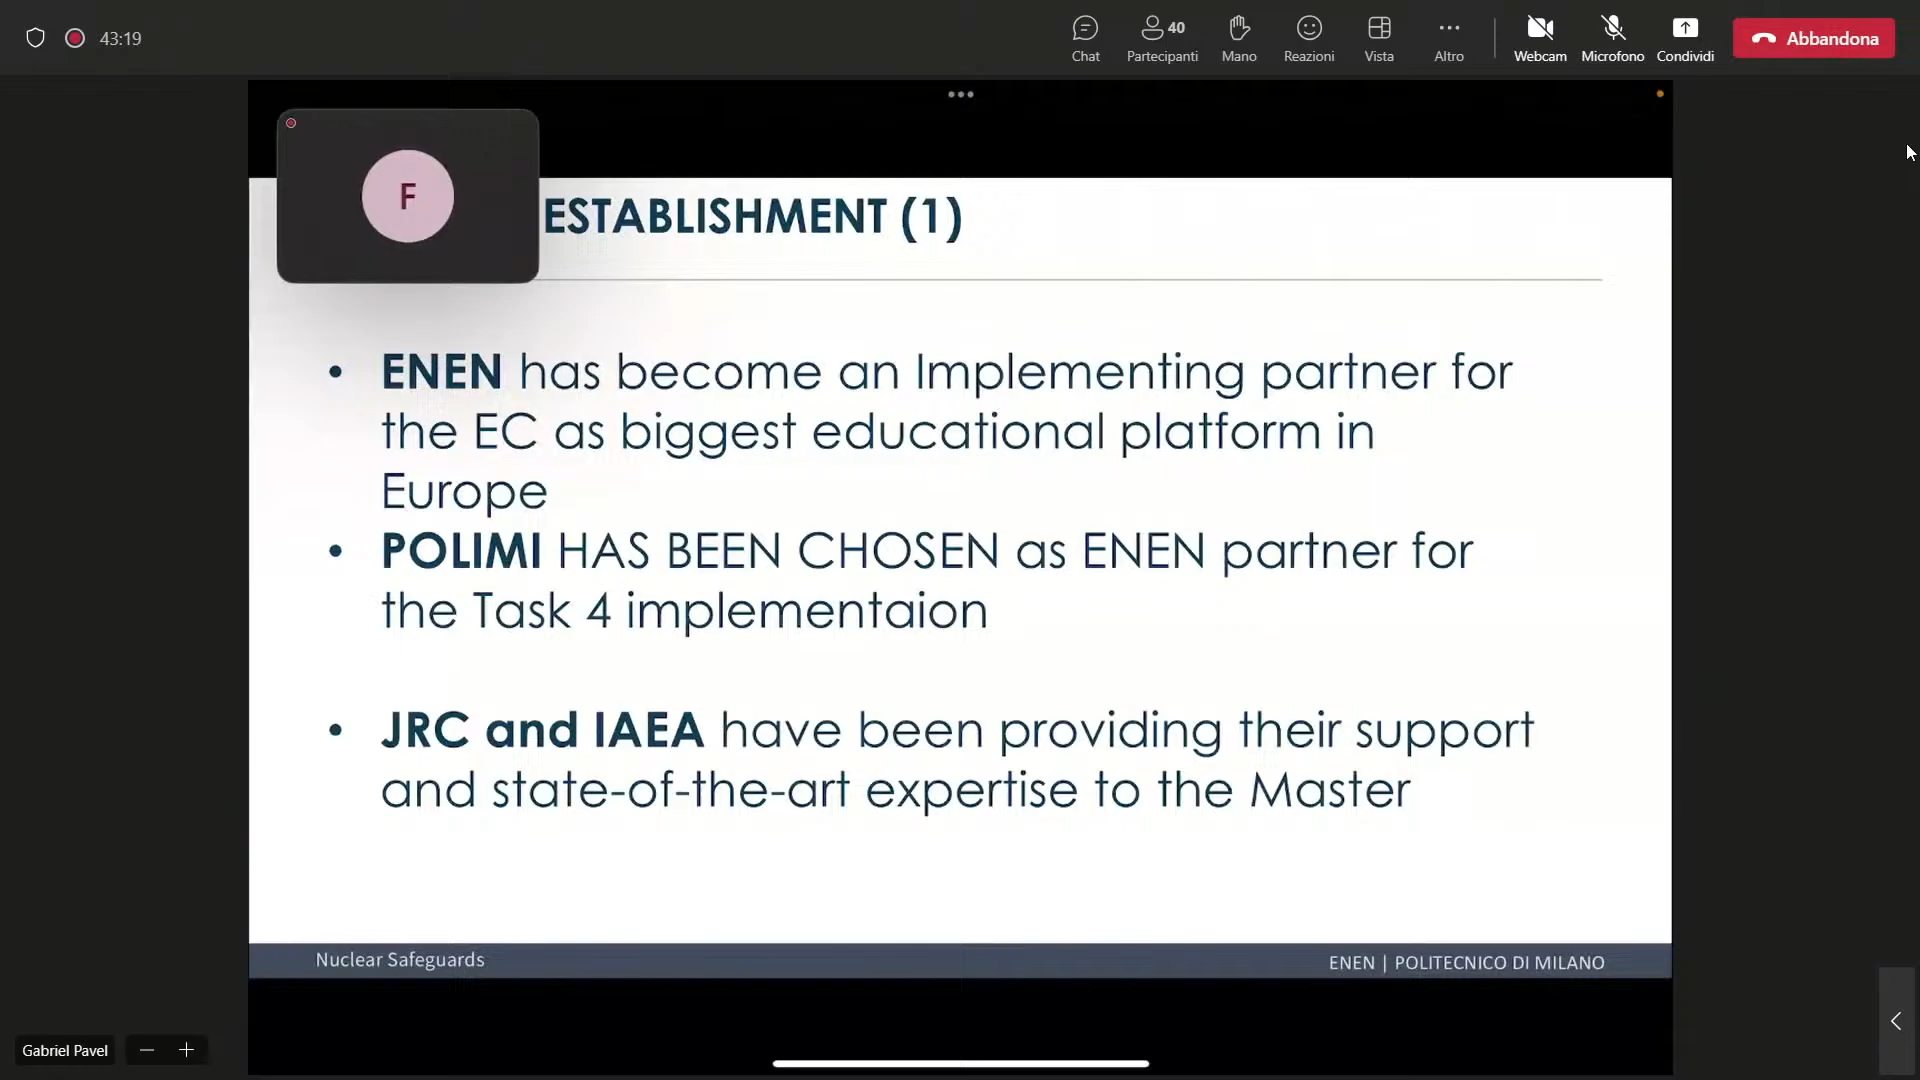 43:19
Chat
40
Partecipanti
Mano
Reazioni
Vista
Altro
Webcam
Microfono
Condividi
Abbandona
F
ESTABLISHMENT (1)
• ENEN has become an Implementing partner for
the EC as biggest educational platform in
Europe
• POLIMI HAS BEEN CHOSEN as ENEN partner for
the Task 4 implementaion
• JRC and IAEA have been providing their support
and state-of-the-art expertise to the Master
Nuclear Safeguards
ENEN | POLITECNICO DI MILANO
Gabriel Pavel